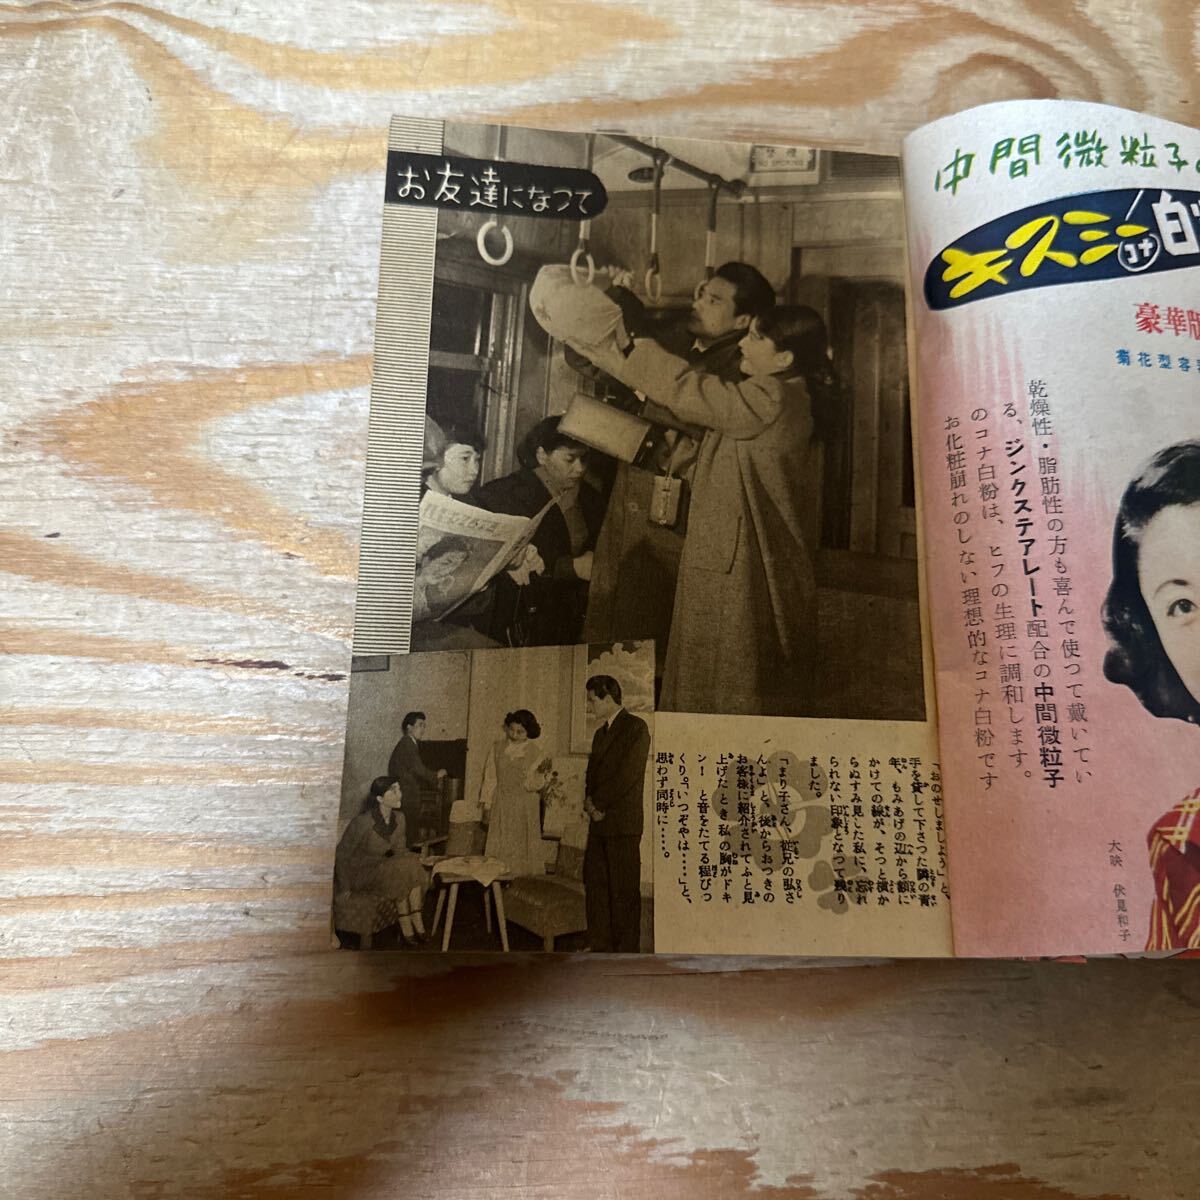 お友達になつて
禁煙
NO SMOKING
「おのせしましよう」と、
手を貸して下さつた隣の青
年、もみあげの辺から額に
かけての線が、そつと横か
らぬすみ見した私に、忘れ
られない印象となつて残り
ました。
「まり子さん、従兄の弘さ
んよ」と、後からおつきの
お客様に紹介されてふと見
上げたとき私の胸がドキ
ン！と音をたてる程びつ
くり。「いつぞやは……」と、
思わず同時に……。
中間微粒子
キスミー
コナ
白
豪華版
菊花型容
乾燥性・脂肪性の方も喜んで使つて戴いてい
る、ジンクステアレート配合の中間微粒子
のコナ白粉は、ヒフの生理に調和します。
お化粧崩れのしない理想的なコナ白粉です
大映 伏見和子